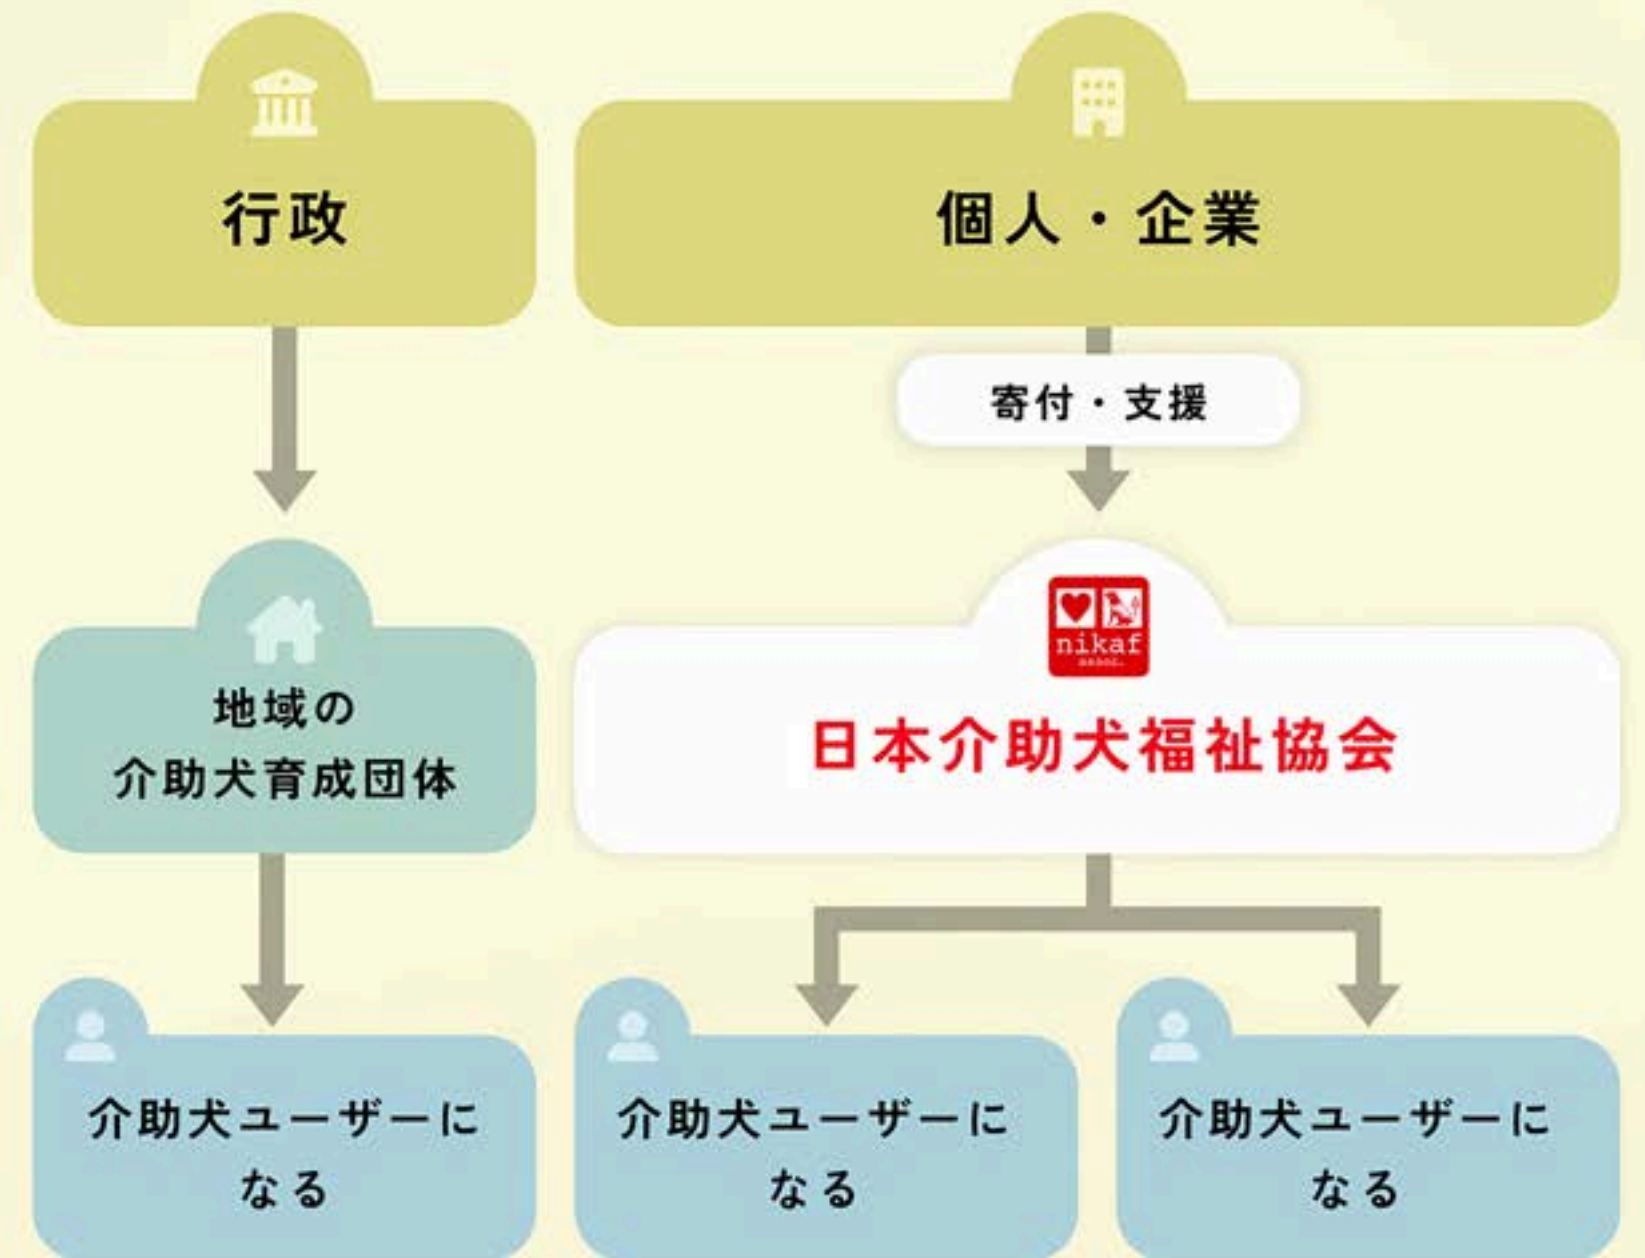 行政
個人・企業
寄付・支援
地域の
介助犬育成団体
nikaf
assoc.
日本介助犬福祉協会
介助犬ユーザーに
なる
介助犬ユーザーに
なる
介助犬ユーザーに
なる